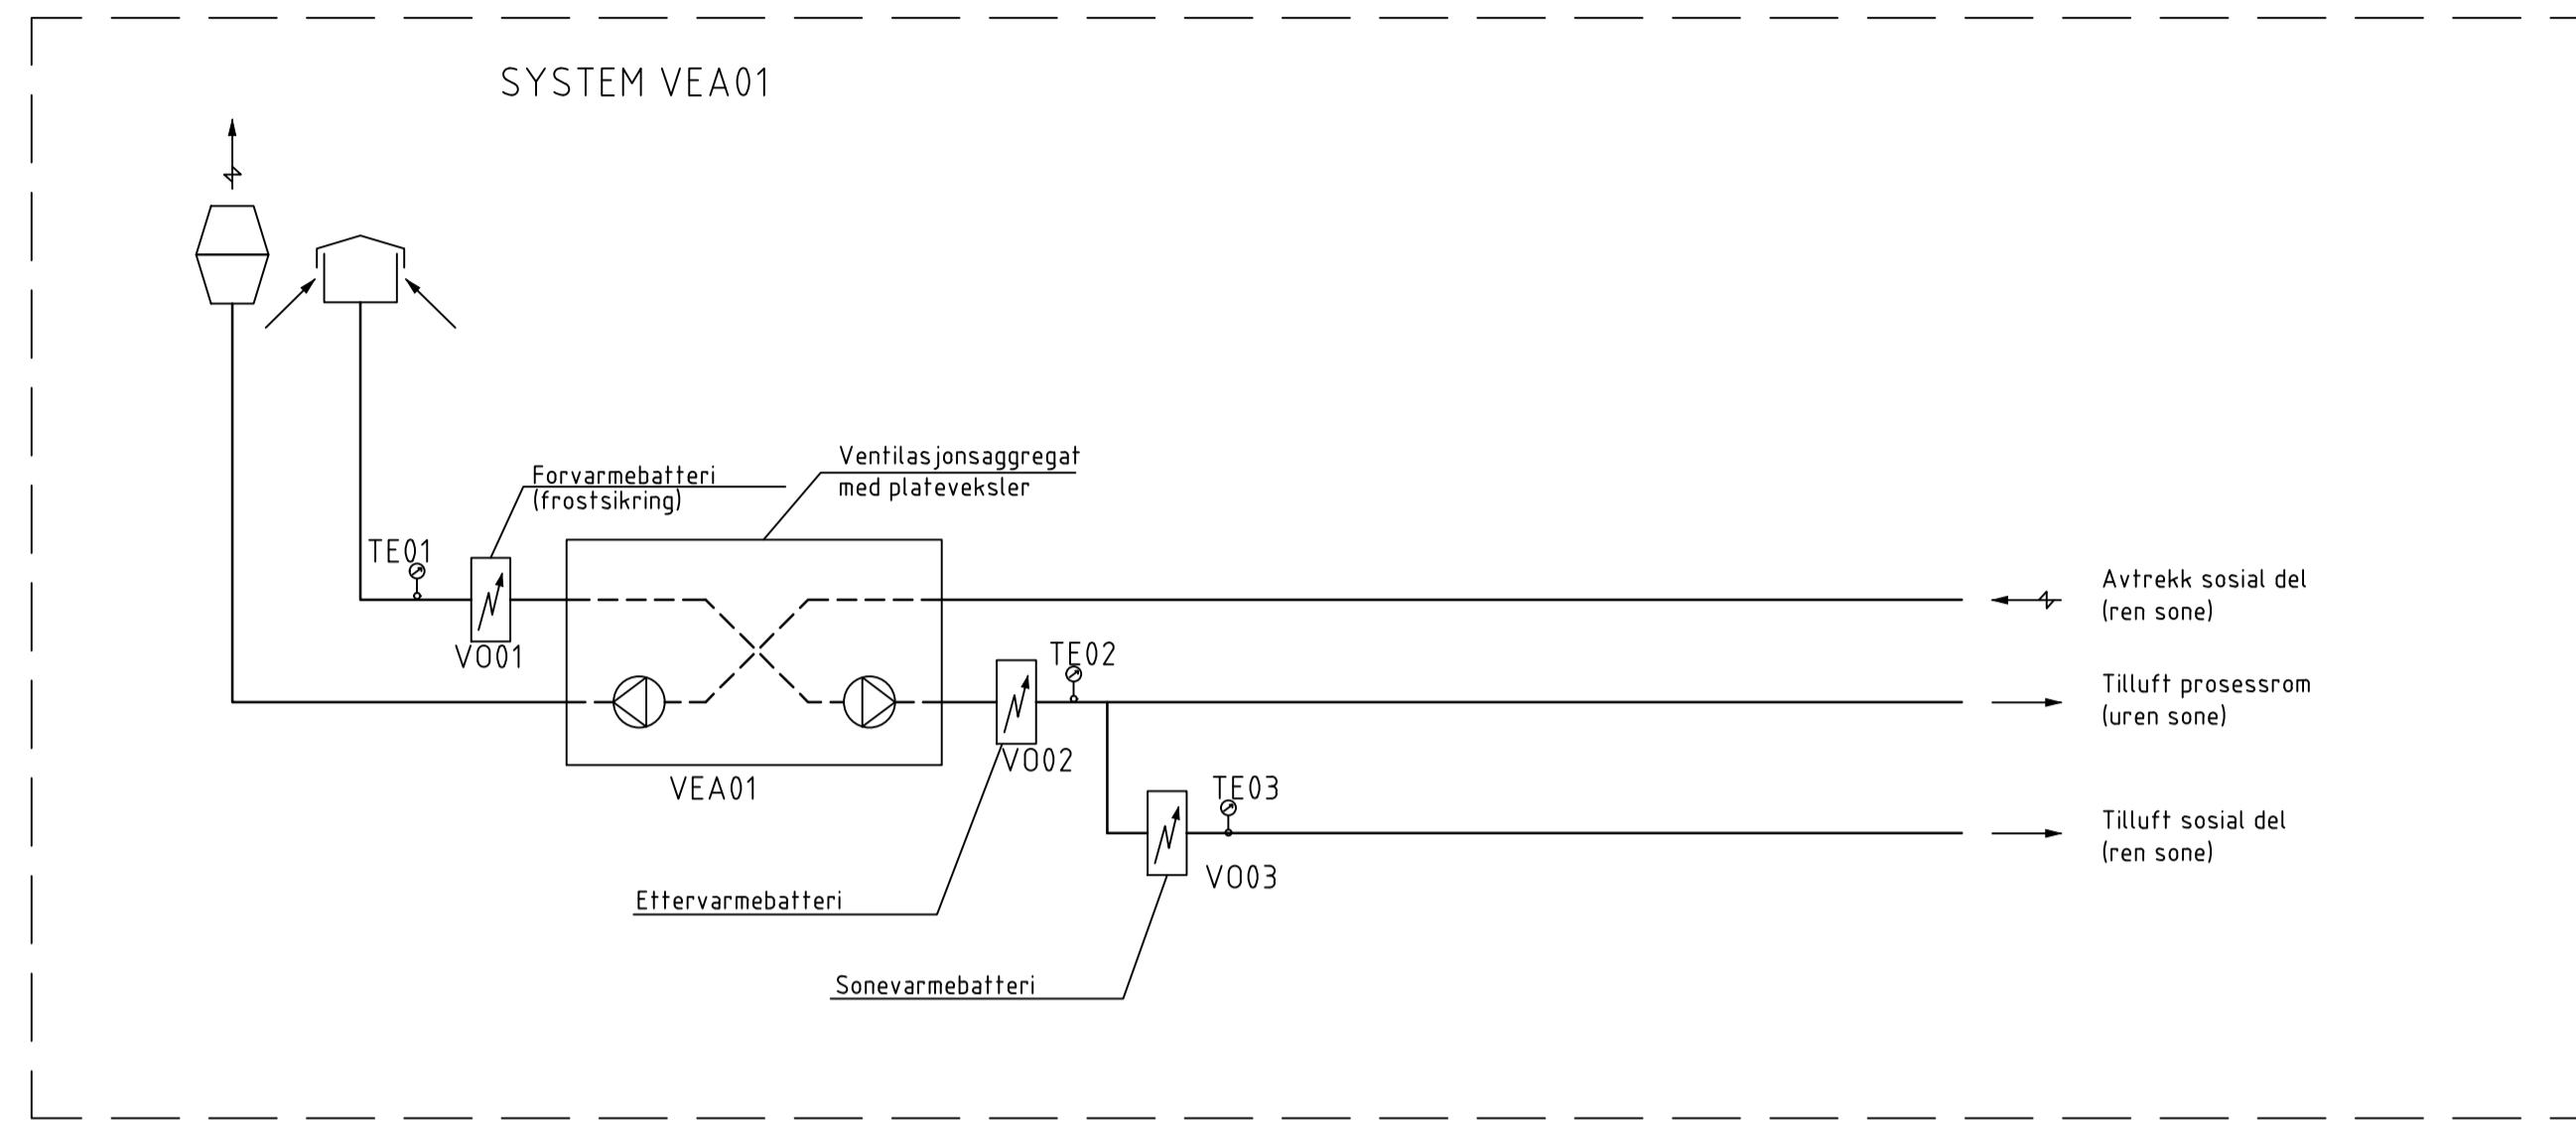 SYSTEM VEA01
Forvarmebatteri
(frostsikring)
Ventilasjonsaggregat
med plateveksler
TE01
VO01
VEA01
TE02
VO02
TE03
VO03
Ettervarmebatteri
Sonevarmebatteri
Avtrekk sosial del
(ren sone)
Tilluft prosessrom
(uren sone)
Tilluft sosial del
(ren sone)